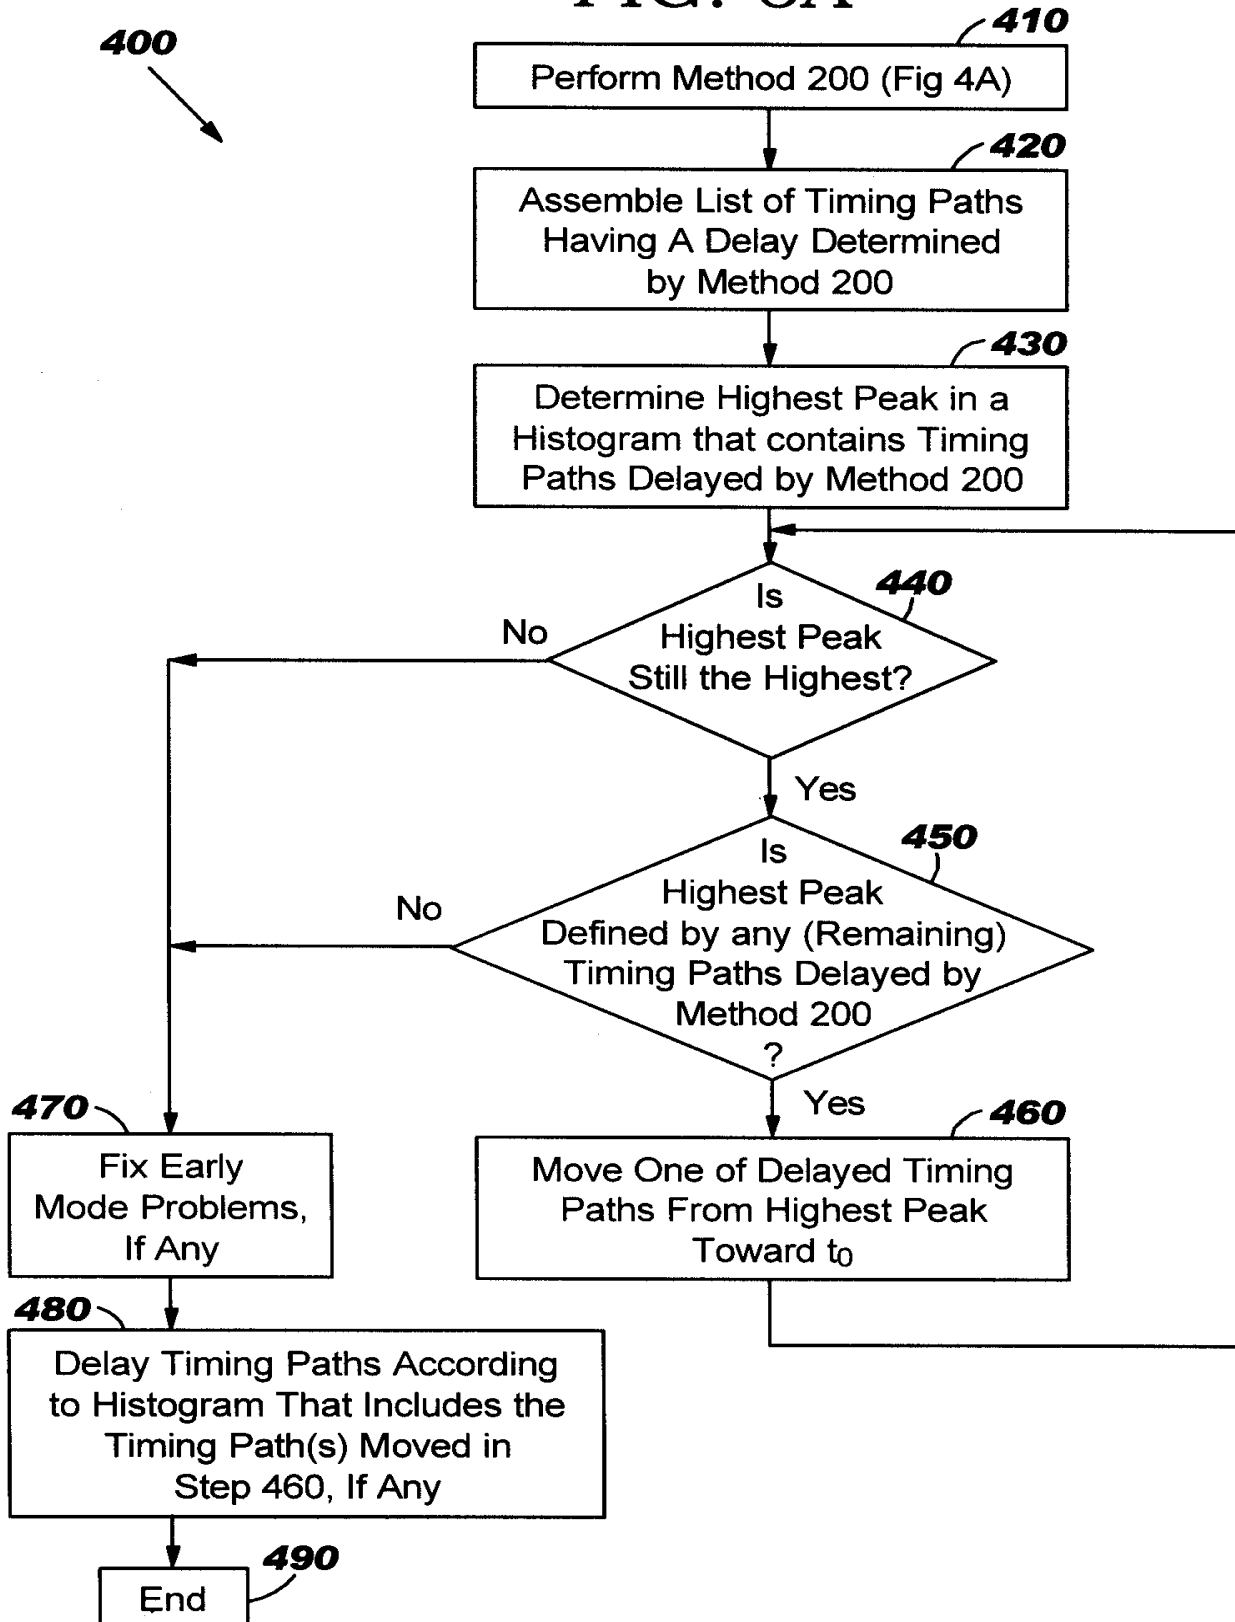 400
410
Perform Method 200 (Fig 4A)
420
Assemble List of Timing Paths
Having A Delay Determined
by Method 200
430
Determine Highest Peak in a
Histogram that contains Timing
Paths Delayed by Method 200
440
Is
Highest Peak
Still the Highest?
No
Yes
450
Is
Highest Peak
Defined by any (Remaining)
Timing Paths Delayed by
Method 200
?
No
Yes
460
Move One of Delayed Timing
Paths From Highest Peak
Toward t0
470
Fix Early
Mode Problems,
If Any
480
Delay Timing Paths According
to Histogram That Includes the
Timing Path(s) Moved in
Step 460, If Any
490
End